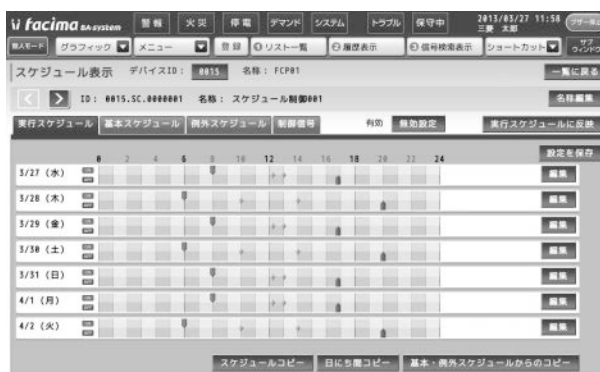 facima BA-system 警報 火災 停電 デマンド システム トラブル 保守中 2013/03/27 11:58
三菱 太郎
グラフィック メニュー 登録 リスト一覧 履歴表示 信号検索表示 ショートカット サブウィンドウ
スケジュール表示 デバイスID: 0015 名称: FCP01 一覧に戻る
< > ID: 0015.SC.0000001 名称: スケジュール制御001 名称編集
実行スケジュール 基本スケジュール 例外スケジュール 制御信号 有効 無効設定 実行スケジュールに反映
0 2 4 6 8 10 12 14 16 18 20 22 24 設定を保存
3/27 (水) 編集
3/28 (木) 編集
3/29 (金) 編集
3/30 (土) 編集
3/31 (日) 編集
4/1 (月) 編集
4/2 (火) 編集
スケジュールコピー 日にち間コピー 基本・例外スケジュールからのコピー